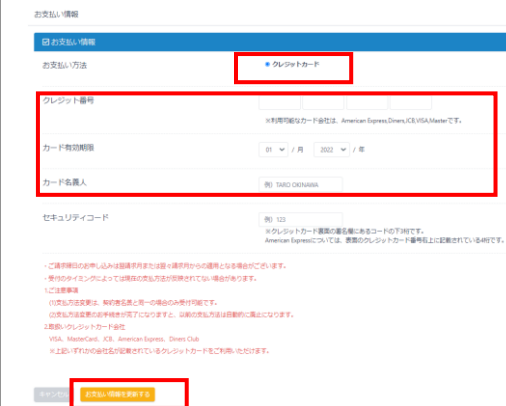 お支払い情報
お支払い情報
お支払い方法
クレジットカード
クレジット番号
※利用可能なカード会社は、American Express,Diners,JCB,VISA,Masterです。
カード有効期限
01 / 月 2022 / 年
カード名義人
例）TARO OKINAWA
セキュリティコード
例）123
※クレジットカード裏面の署名欄にあるコードの下3桁です。
American Expressについては、表面のクレジットカード番号右上に記載されている4桁です。
・ご請求項目のお申し込みは翌請求月または翌々請求月からの適用となる場合がございます。
・受付のタイミングによっては現在の支払方法が反映されてない場合があります。
1.ご注意事項
(1)支払方法変更は、契約者名義と同一の場合のみ受付可能です。
(2)支払方法変更のお手続きが完了になりますと、以前の支払方法は自動的に廃止になります。
2.取扱いクレジットカード会社
VISA、MasterCard、JCB、American Express、Diners Club
※上記いずれかの会社名が記載されているクレジットカードをご利用いただけます。
キャンセル お支払い情報を更新する